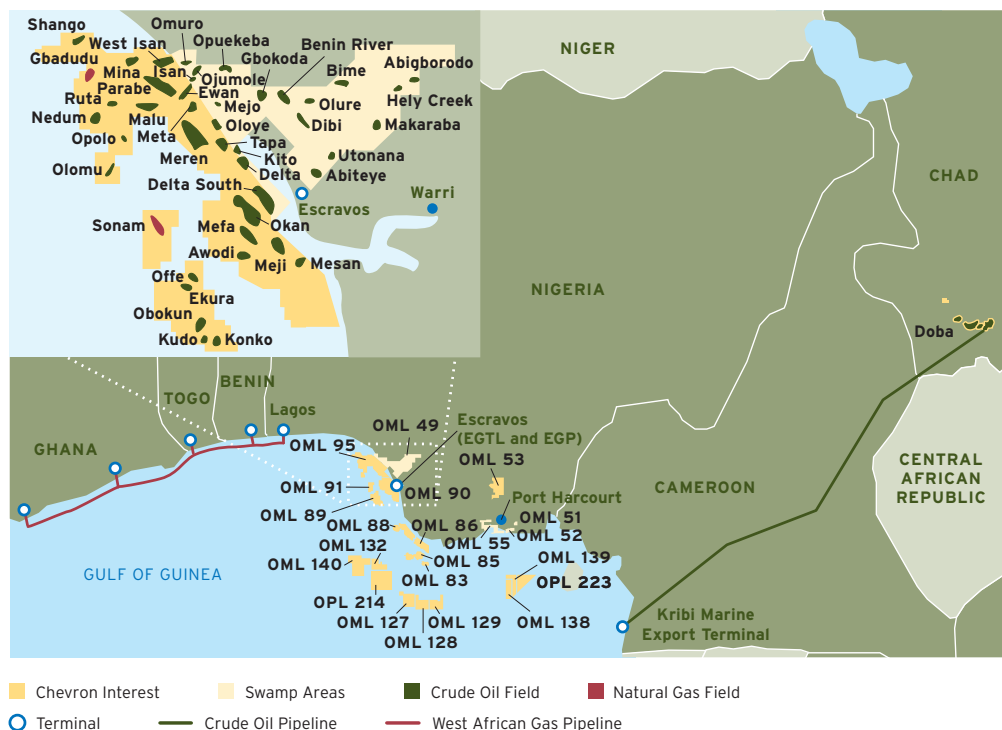 Shango
Omuro
West Isan
Opuekeba
Benin River
Gbadudu
Gbokoda
Mina
Isan
Ojumole
Bime
Abigborodo
Parabe
Ewan
Ruta
Mejo
Olure
Hely Creek
Nedum
Malu
Oloye
Dibi
Makaraba
Opolo
Meta
Tapa
Meren
Kito
Utonana
Olomu
Delta
Abiteye
Delta South
Warri
Escravos
Sonam
Mefa
Okan
Awodi
Meji
Mesan
Offe
Ekura
Obokun
Kudo
Konko
NIGER
CHAD
NIGERIA
Doba
BENIN
TOGO
Lagos
GHANA
Escravos
(EGTL and EGP)
OML 49
OML 95
OML 53
CENTRAL
AFRICAN
REPUBLIC
CAMEROON
OML 91
OML 90
Port Harcourt
OML 89
OML 51
OML 88
OML 86
OML 55
OML 52
OML 132
OML 85
OML 139
OML 140
OML 83
OPL 223
GULF OF GUINEA
OPL 214
OML 127
OML 129
OML 138
OML 128
Kribi Marine
Export Terminal
Chevron Interest
Swamp Areas
Crude Oil Field
Natural Gas Field
Terminal
Crude Oil Pipeline
West African Gas Pipeline